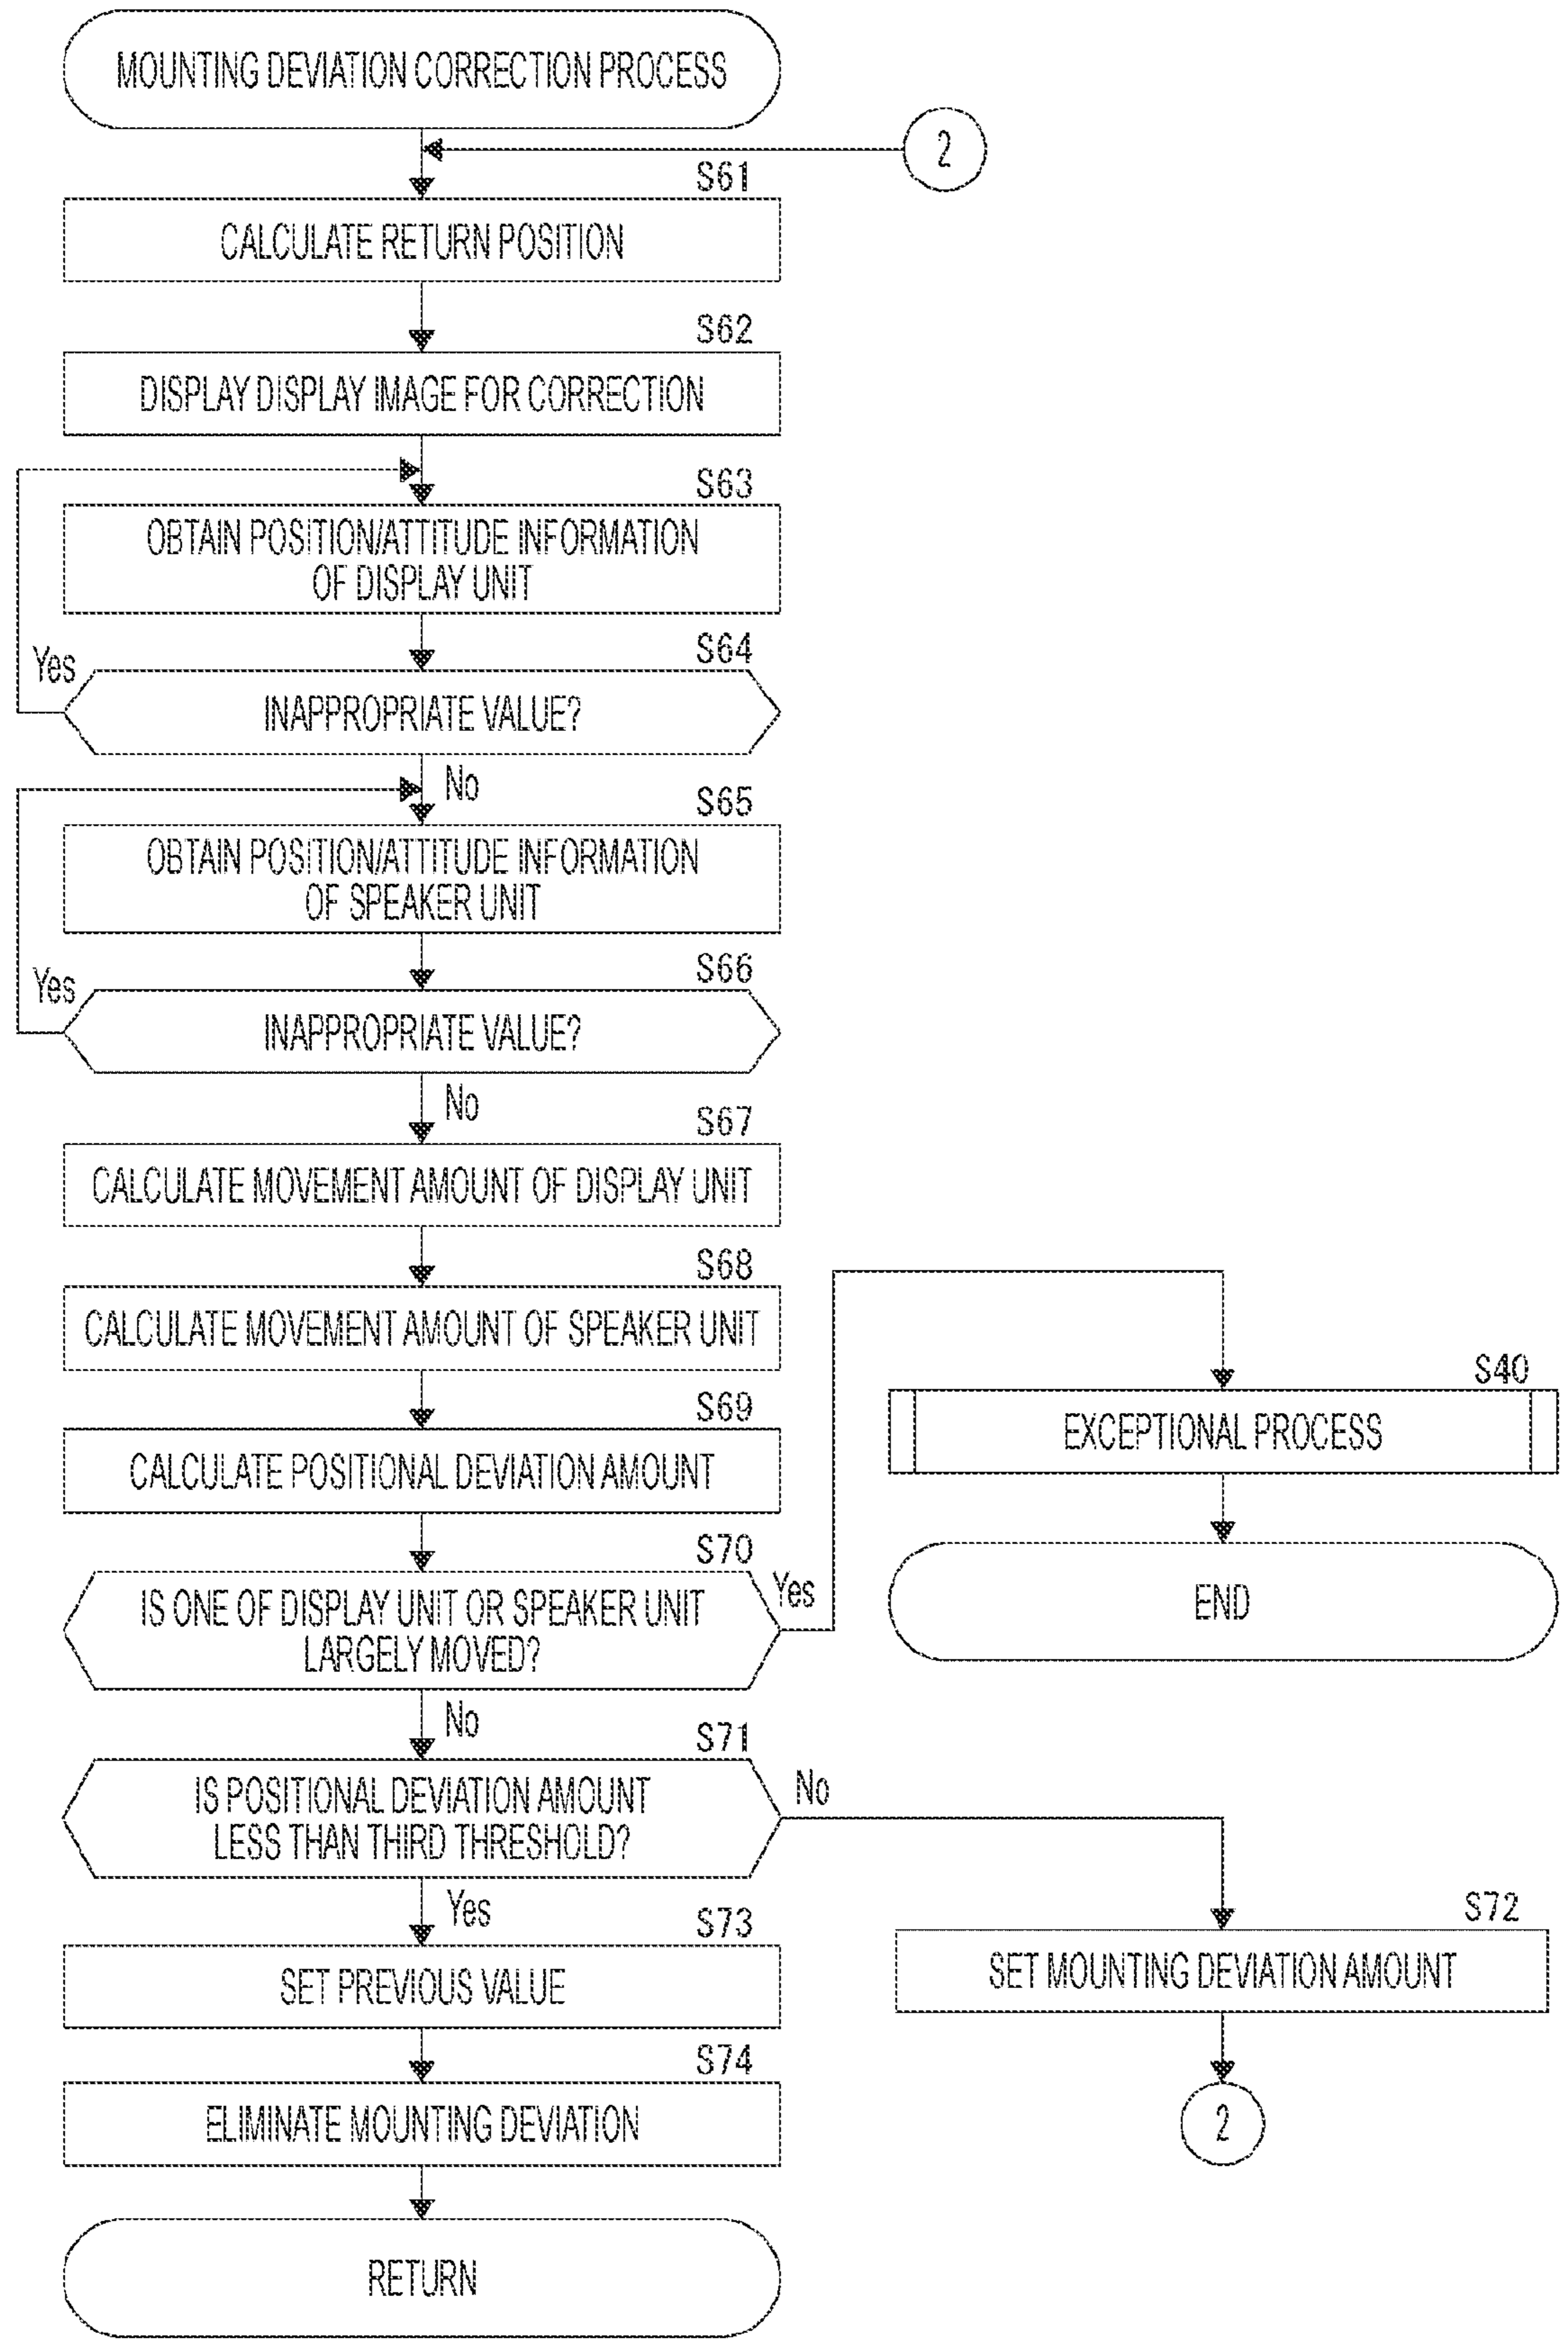 MOUNTING DEVIATION CORRECTION PROCESS
2
S61
CALCULATE RETURN POSITION
S62
DISPLAY DISPLAY IMAGE FOR CORRECTION
S63
OBTAIN POSITION/ATTITUDE INFORMATION
OF DISPLAY UNIT
S64
Yes
INAPPROPRIATE VALUE?
No
S65
OBTAIN POSITION/ATTITUDE INFORMATION
OF SPEAKER UNIT
S66
Yes
INAPPROPRIATE VALUE?
No
S67
CALCULATE MOVEMENT AMOUNT OF DISPLAY UNIT
S68
CALCULATE MOVEMENT AMOUNT OF SPEAKER UNIT
S69
CALCULATE POSITIONAL DEVIATION AMOUNT
S70
IS ONE OF DISPLAY UNIT OR SPEAKER UNIT
LARGELY MOVED?
Yes
S40
EXCEPTIONAL PROCESS
END
No
S71
IS POSITIONAL DEVIATION AMOUNT
LESS THAN THIRD THRESHOLD?
No
S72
SET MOUNTING DEVIATION AMOUNT
2
Yes
S73
SET PREVIOUS VALUE
S74
ELIMINATE MOUNTING DEVIATION
RETURN